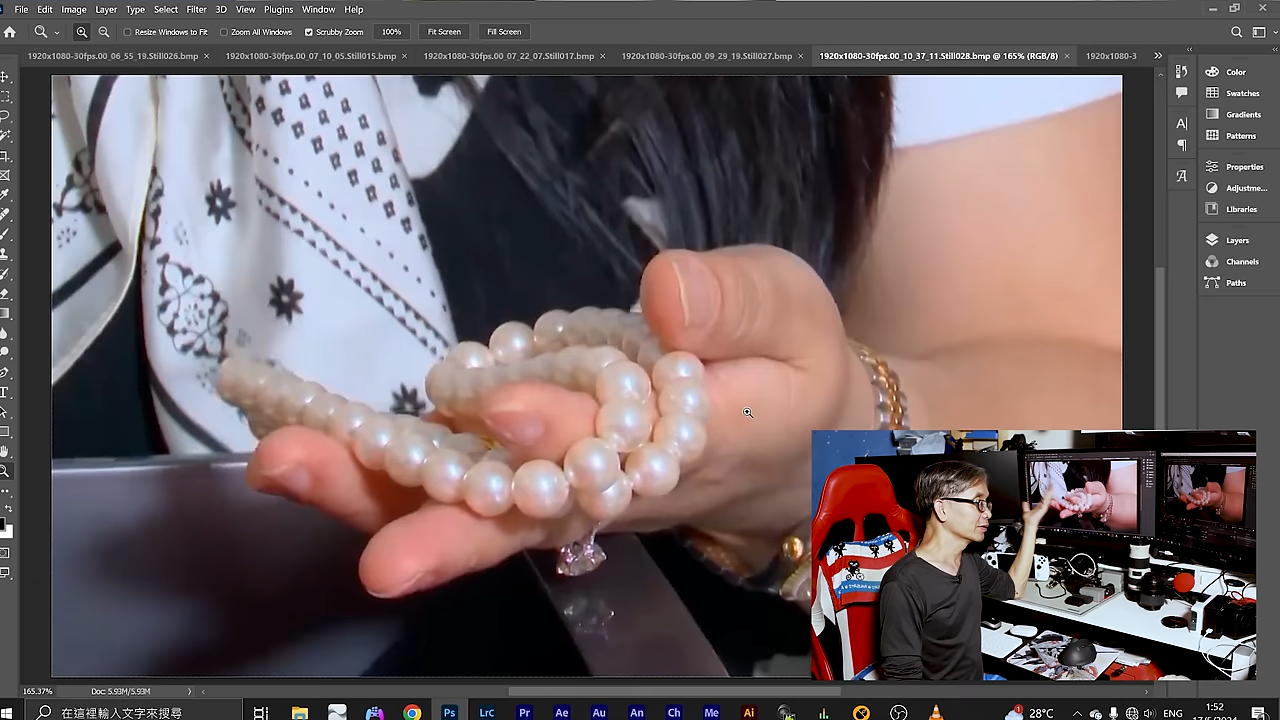 File Edit Image Layer Type Select Filter 3D View Plugins Window Help
Resize Windows to Fit Zoom All Windows Scrubby Zoom 100% Fit Screen Fill Screen
1920x1080-30fps.00_06_55_19.Still026.bmp × 1920x1080-30fps.00_07_10_05.Still015.bmp × 1920x1080-30fps.00_07_22_07.Still017.bmp × 1920x1080-30fps.00_09_29_19.Still027.bmp × 1920x1080-30fps.00_10_37_11.Still028.bmp @ 165% (RGB/8) × 1920x1080-3
Color
Swatches
Gradients
Patterns
Properties
Adjustme...
Libraries
Layers
Channels
Paths
165.37% Doc: 5.93M/5.93M
在這裡輸入文字來搜尋 Ps LrC Pr Ae Au An Ch Me Ai 28°C ENG 1:52